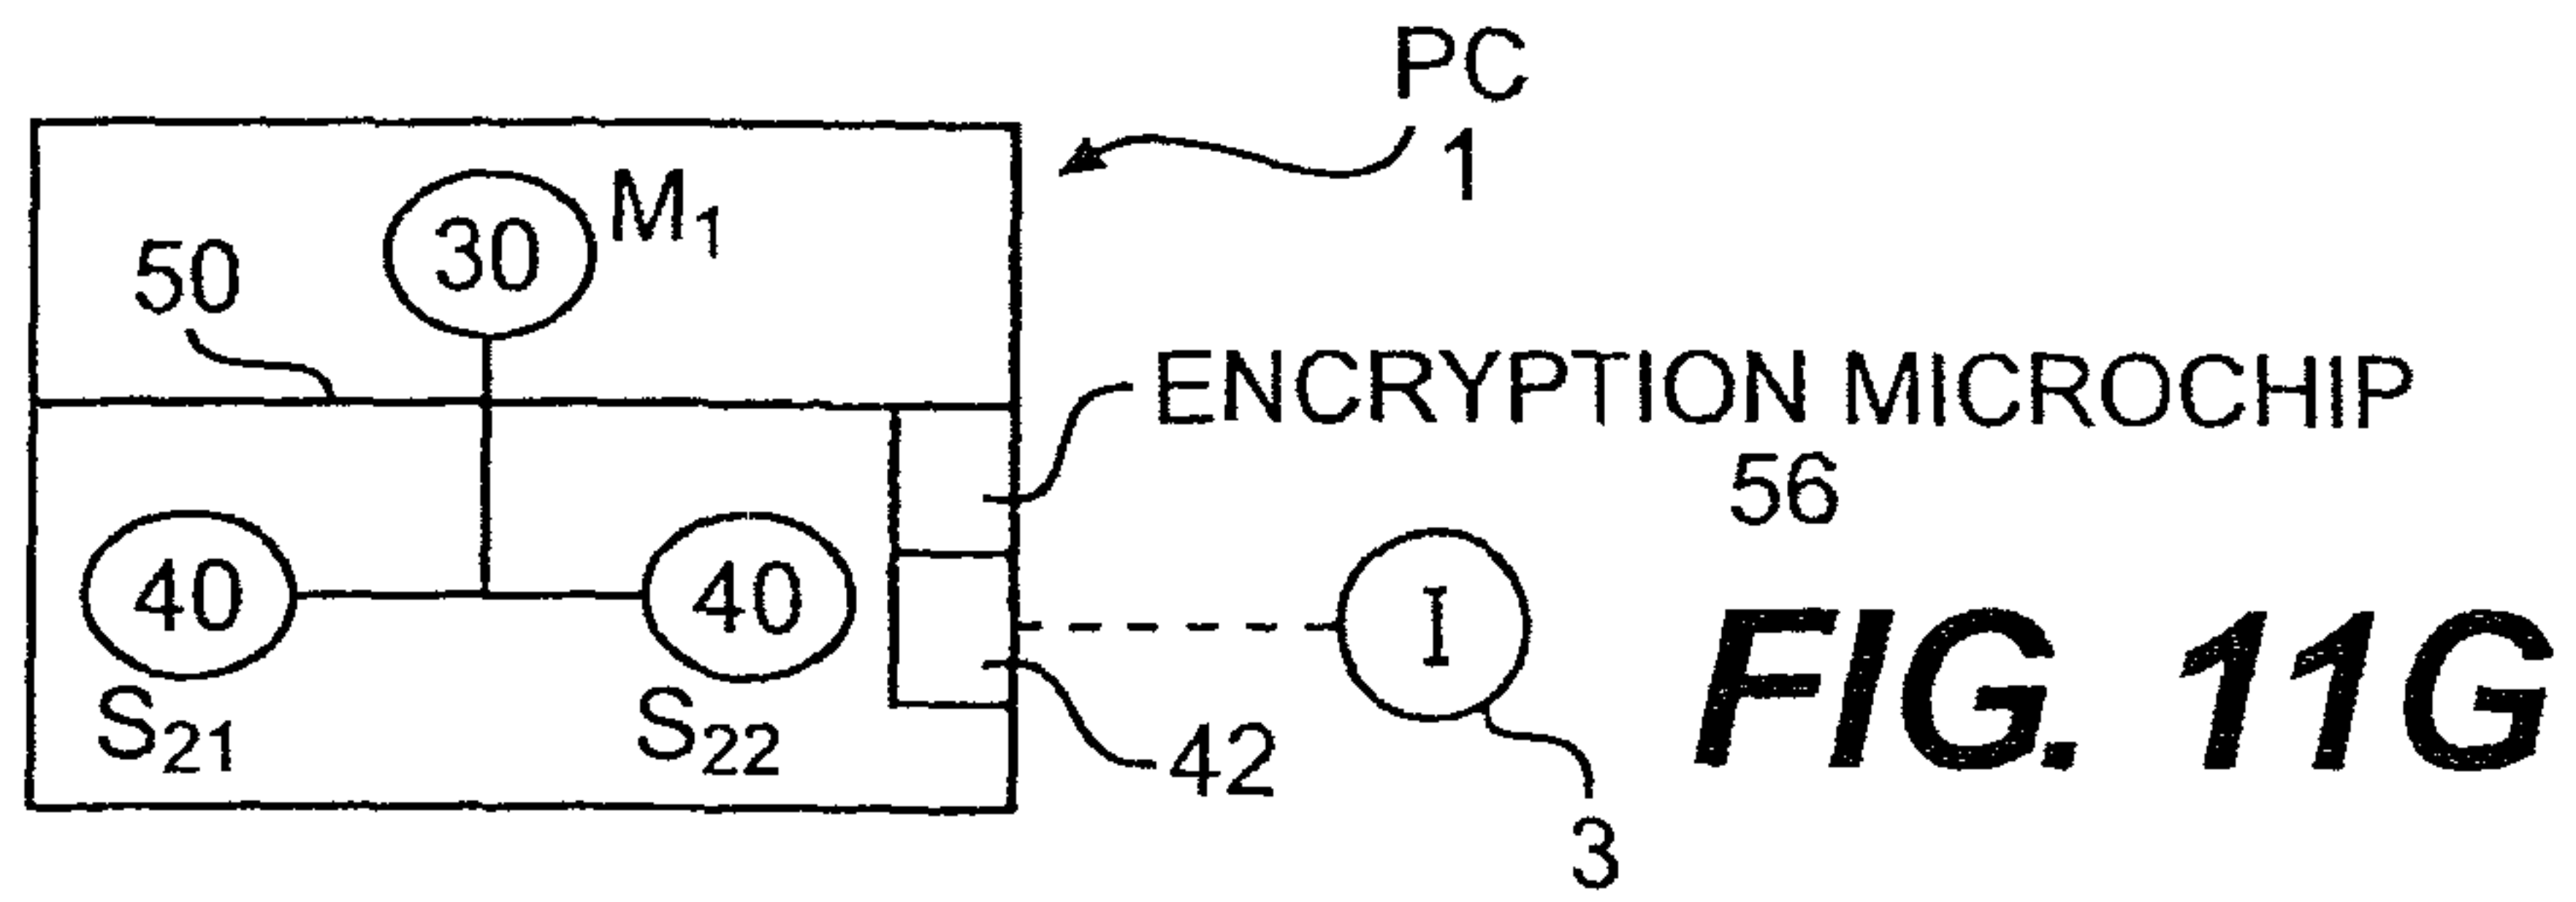 PC
1
30 M1
50
ENCRYPTION MICROCHIP
56
40 40 I
S21 S22
42
3
FIG. 11G